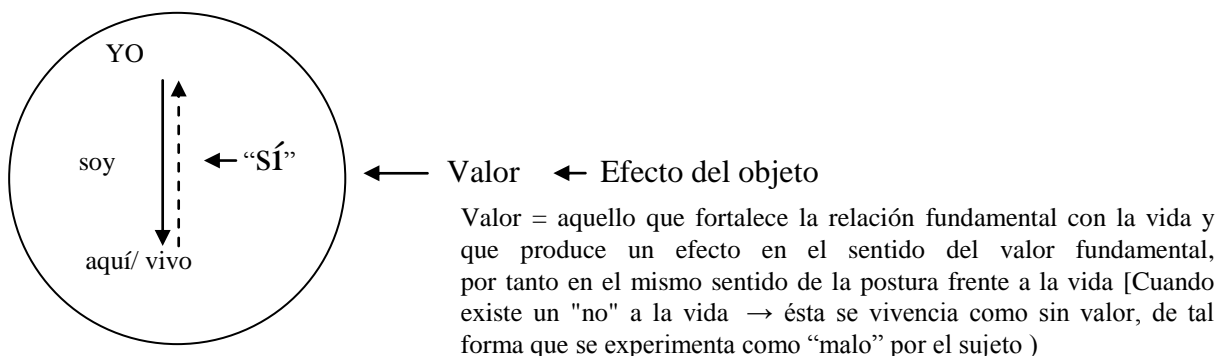 YO
soy
“SÍ”
Valor
Efecto del objeto
aquí/ vivo
Valor = aquello que fortalece la relación fundamental con la vida y
que produce un efecto en el sentido del valor fundamental,
por tanto en el mismo sentido de la postura frente a la vida [Cuando
existe un "no" a la vida → ésta se vivencia como sin valor, de tal
forma que se experimenta como “malo” por el sujeto )